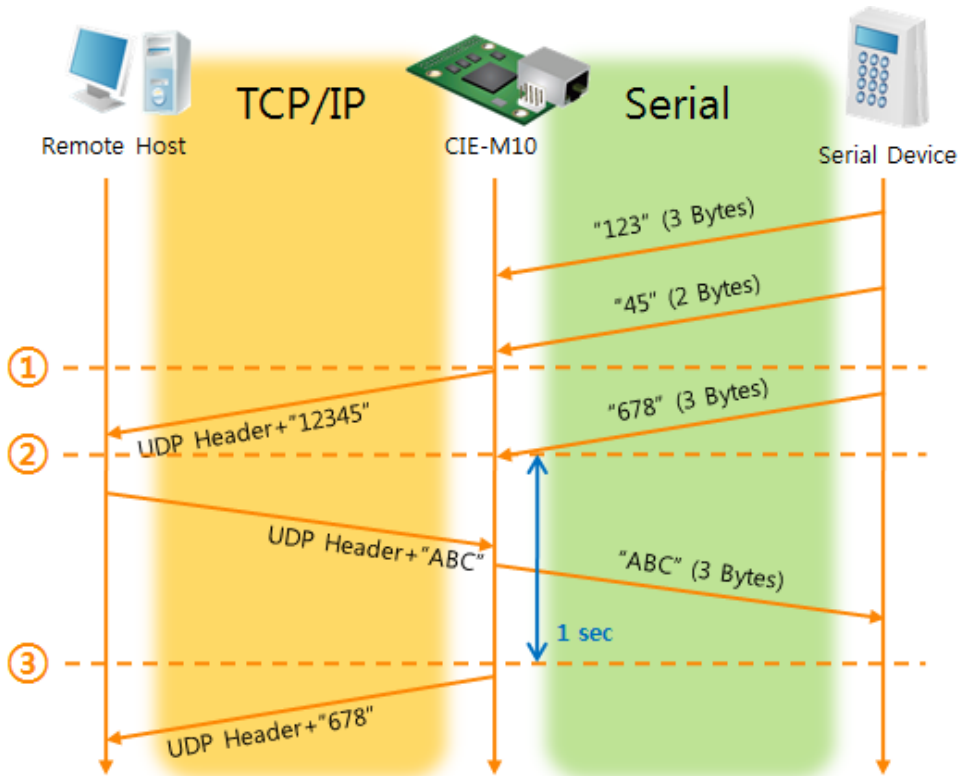 TCP/IP
Serial
Remote Host
CIE-M10
Serial Device
"123" (3 Bytes)
"45" (2 Bytes)
①
"678" (3 Bytes)
UDP Header+"12345"
②
UDP Header+"ABC"
"ABC" (3 Bytes)
1 sec
③
UDP Header+"678"